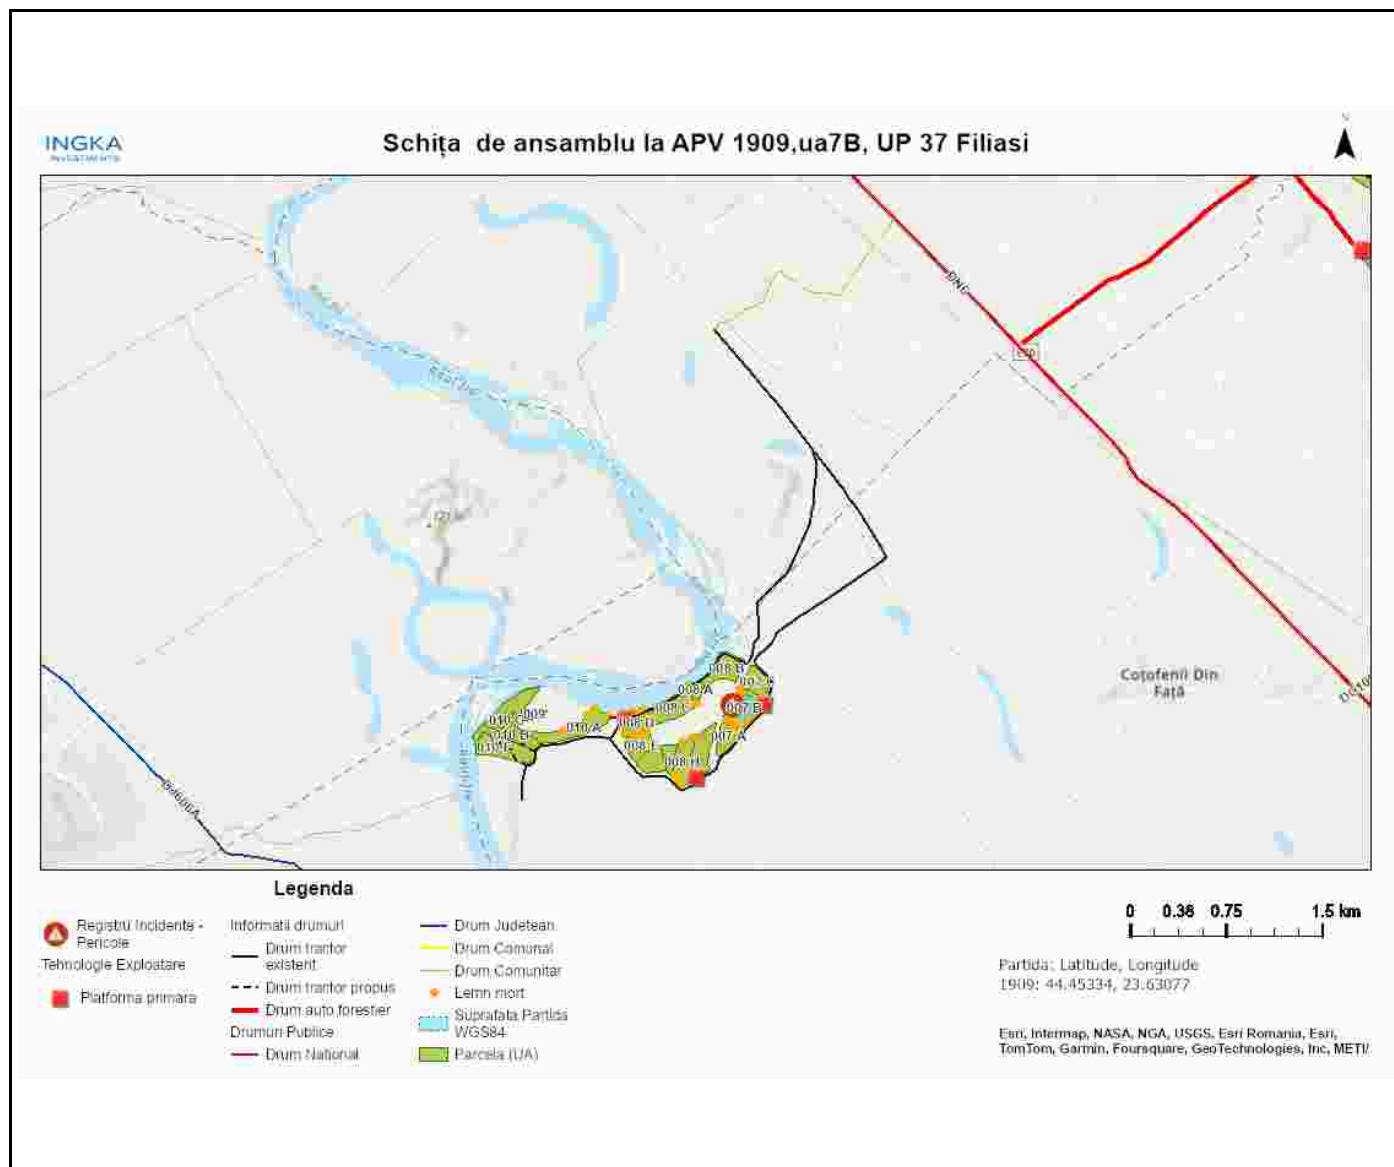 INGKA
INVESTMENTS
Schița de ansamblu la APV 1909,ua7B, UP 37 Filiasi
N
DN6
E70
008 B
008 A
007 B
008 C
008 D
010 A
007 A
008 H
010 B
Coțofenii Din
Față
Legenda
Registru Incidente -
Pericole
Tehnologie Exploatare
Platforma primara
Informatii drumuri
Drum tractor
existent
Drum tractor propus
Drum auto forestier
Drumuri Publice
Drum National
Drum Judetean
Drum Comunal
Drum Comunitar
Lemn mort
Suprafata Partida
WGS84
Parcela (UA)
0 0.38 0.75 1.5 km
Partida: Latitude, Longitude
1909: 44.45334, 23.63077
Esri, Intermap, NASA, NGA, USGS, Esri Romania, Esri,
TomTom, Garmin, Foursquare, GeoTechnologies, Inc, METI/